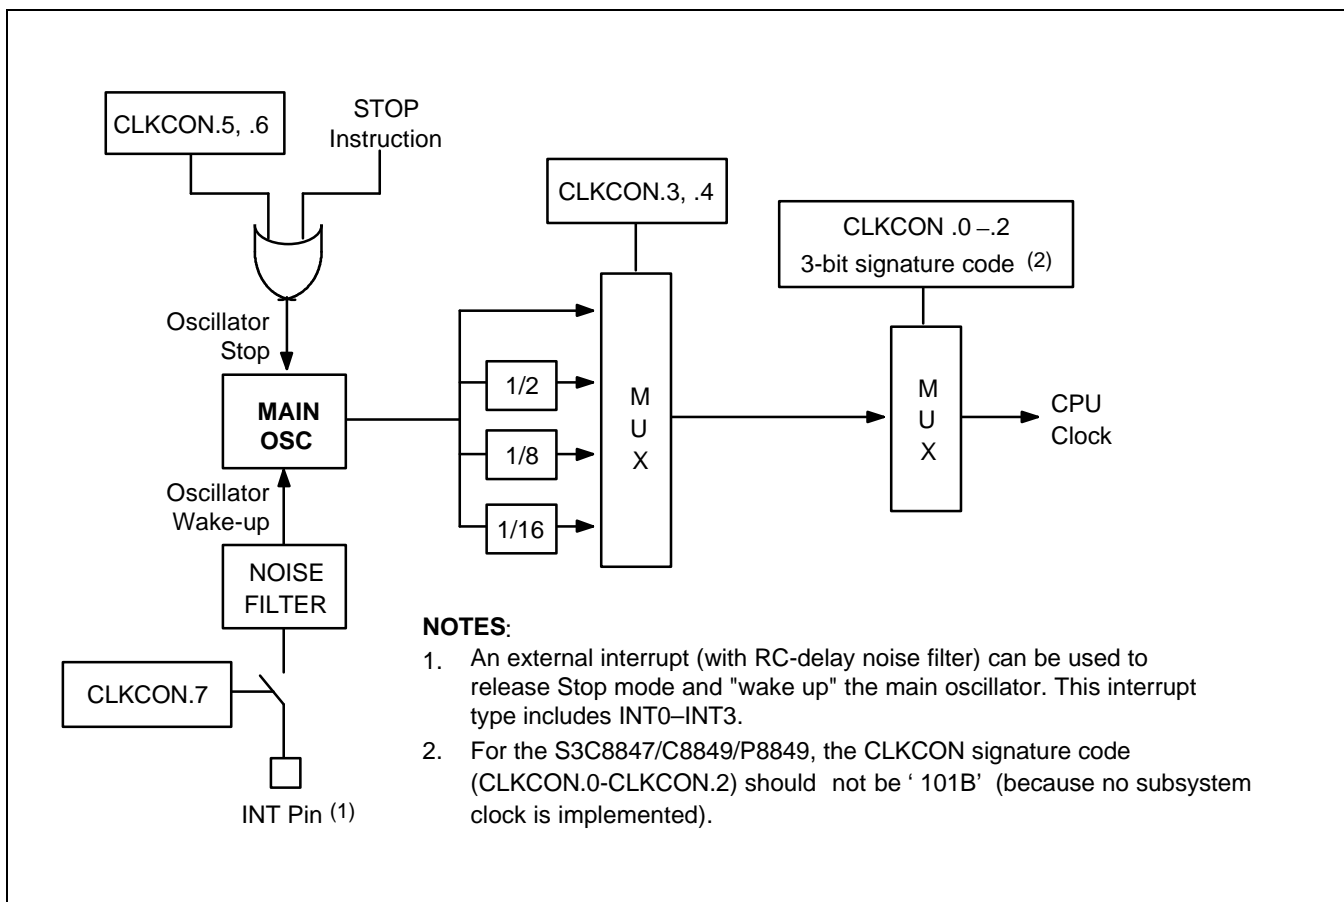 CLKCON.5, .6
STOP
Instruction
CLKCON.3, .4
CLKCON .0 –.2
3-bit signature code (2)
Oscillator
Stop
MAIN
OSC
1/2
1/8
1/16
M
U
X
M
U
X
CPU
Clock
Oscillator
Wake-up
NOISE
FILTER
CLKCON.7
INT Pin (1)
NOTES:
1. An external interrupt (with RC-delay noise filter) can be used to
release Stop mode and "wake up" the main oscillator. This interrupt
type includes INT0–INT3.
2. For the S3C8847/C8849/P8849, the CLKCON signature code
(CLKCON.0-CLKCON.2) should not be ‘ 101B’ (because no subsystem
clock is implemented).